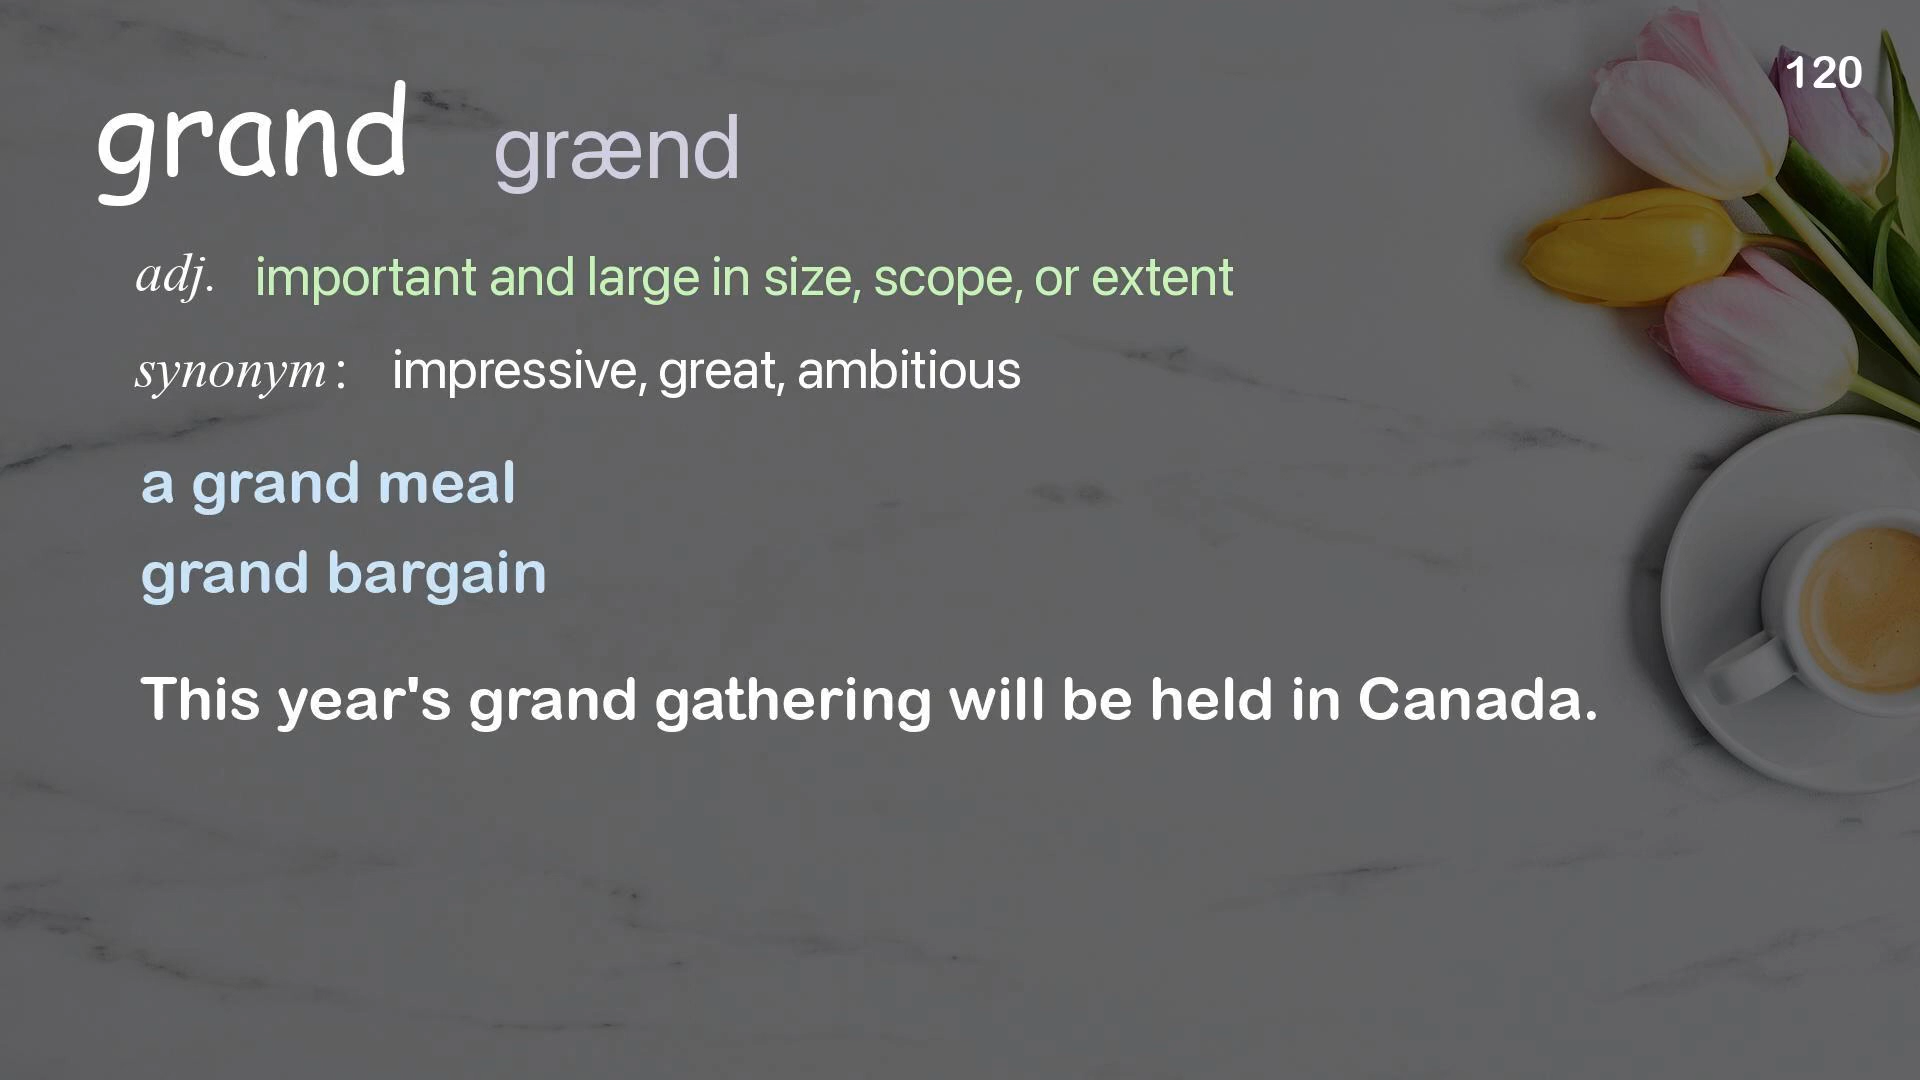 120
grand grænd
adj. important and large in size, scope, or extent
synonym: impressive, great, ambitious
a grand meal
grand bargain
This year's grand gathering will be held in Canada.